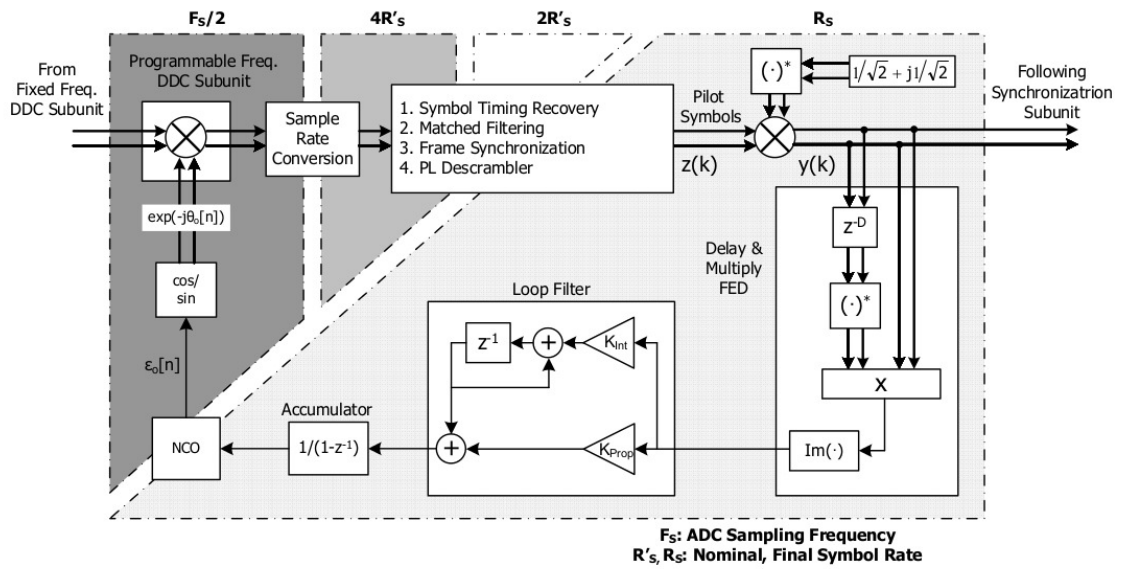 Fs/2
4R's
2R's
Rs
From
Fixed Freq.
DDC Subunit
Programmable Freq.
DDC Subunit
exp(-jθo[n])
cos/
sin
εo[n]
NCO
Sample
Rate
Conversion
1. Symbol Timing Recovery
2. Matched Filtering
3. Frame Synchronization
4. PL Descrambler
Pilot
Symbols
z(k)
(·)*
1/√2 + j1/√2
y(k)
Following
Synchronizatrion
Subunit
Delay &
Multiply
FED
z-D
(·)*
X
Im(·)
Loop Filter
z-1
+
KInt
+
KProp
Accumulator
1/(1-z-1)
Fs: ADC Sampling Frequency
R's, Rs: Nominal, Final Symbol Rate